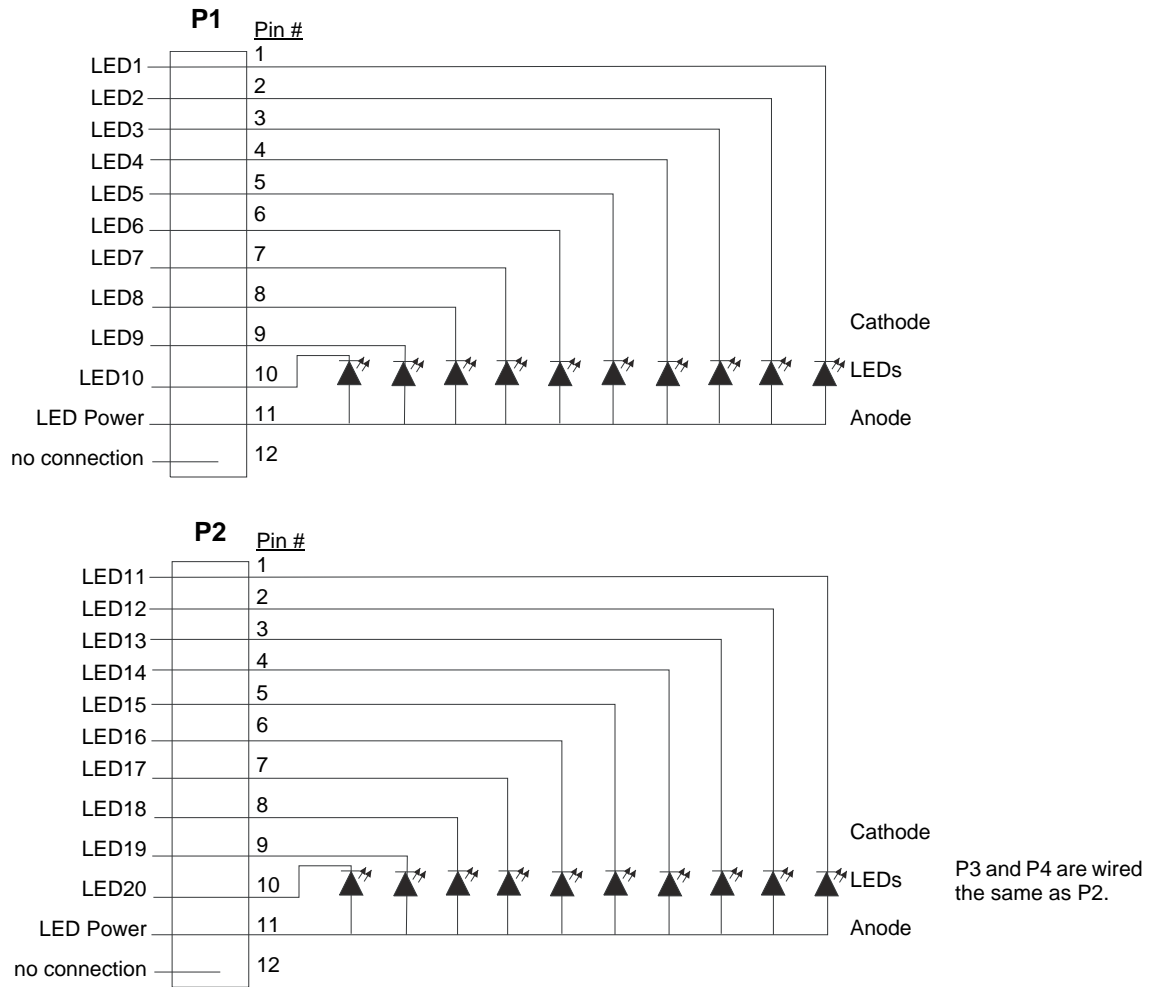 P1
Pin #
LED1 1
LED2 2
LED3 3
LED4 4
LED5 5
LED6 6
LED7 7
LED8 8
Cathode
LED9 9
LED10 10
LEDs
LED Power 11
Anode
no connection 12
P2
Pin #
LED11 1
LED12 2
LED13 3
LED14 4
LED15 5
LED16 6
LED17 7
LED18 8
Cathode
LED19 9
LED20 10
LEDs
P3 and P4 are wired
the same as P2.
LED Power 11
Anode
no connection 12